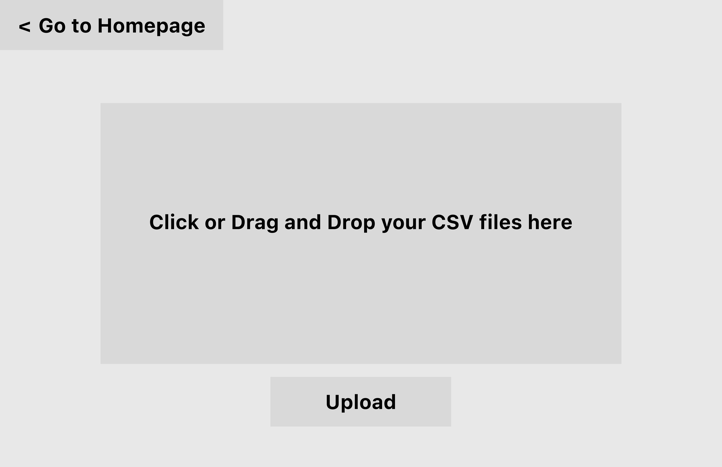 < Go to Homepage
Click or Drag and Drop your CSV files here
Upload